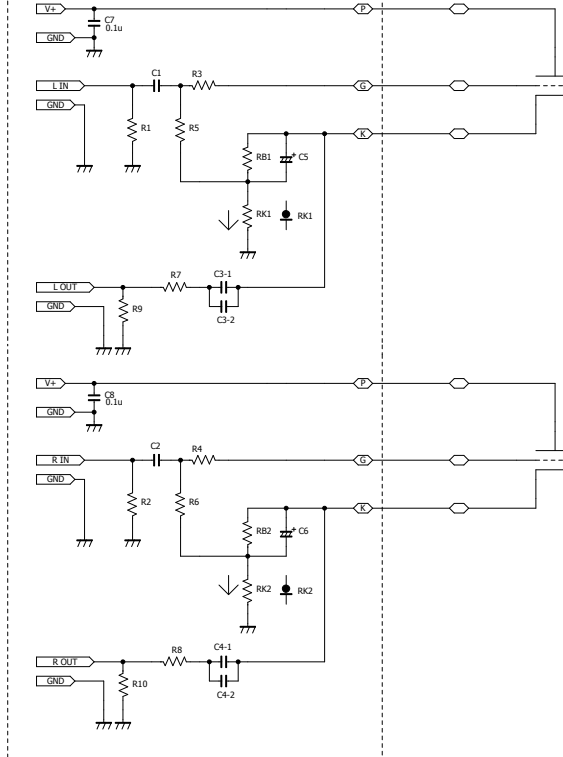 V+
P
C7
0.1u
GND
C1
R3
L IN
G
GND
R1
R5
K
RB1
+
C5
RK1
RK1
R7
C3-1
L OUT
GND
R9
C3-2
V+
P
C8
0.1u
GND
C2
R4
R IN
G
GND
R2
R6
K
RB2
+
C6
RK2
RK2
R8
C4-1
R OUT
GND
R10
C4-2